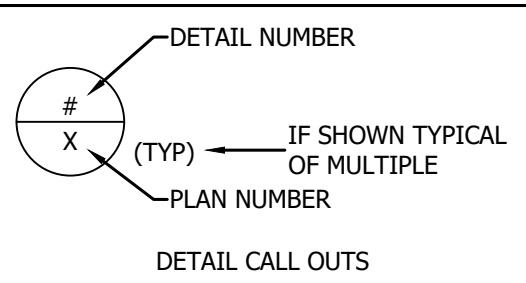 DETAIL NUMBER
#
X
(TYP)
IF SHOWN TYPICAL
OF MULTIPLE
PLAN NUMBER
DETAIL CALL OUTS